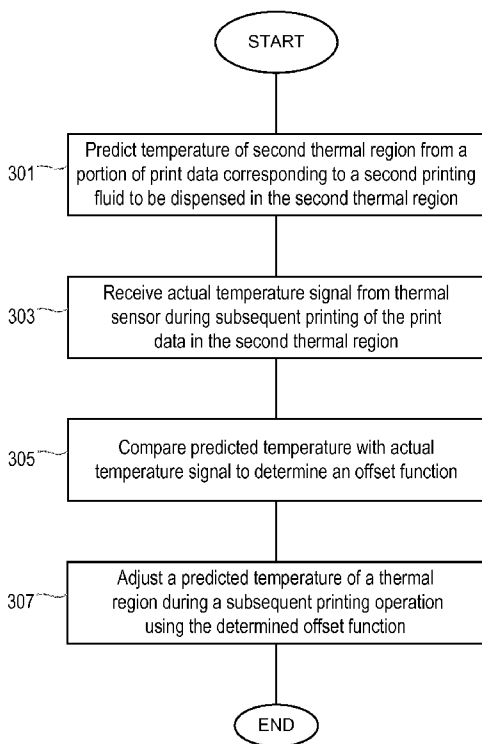 START
301
Predict temperature of second thermal region from a
portion of print data corresponding to a second printing
fluid to be dispensed in the second thermal region
303
Receive actual temperature signal from thermal
sensor during subsequent printing of the print
data in the second thermal region
305
Compare predicted temperature with actual
temperature signal to determine an offset function
307
Adjust a predicted temperature of a thermal
region during a subsequent printing operation
using the determined offset function
END